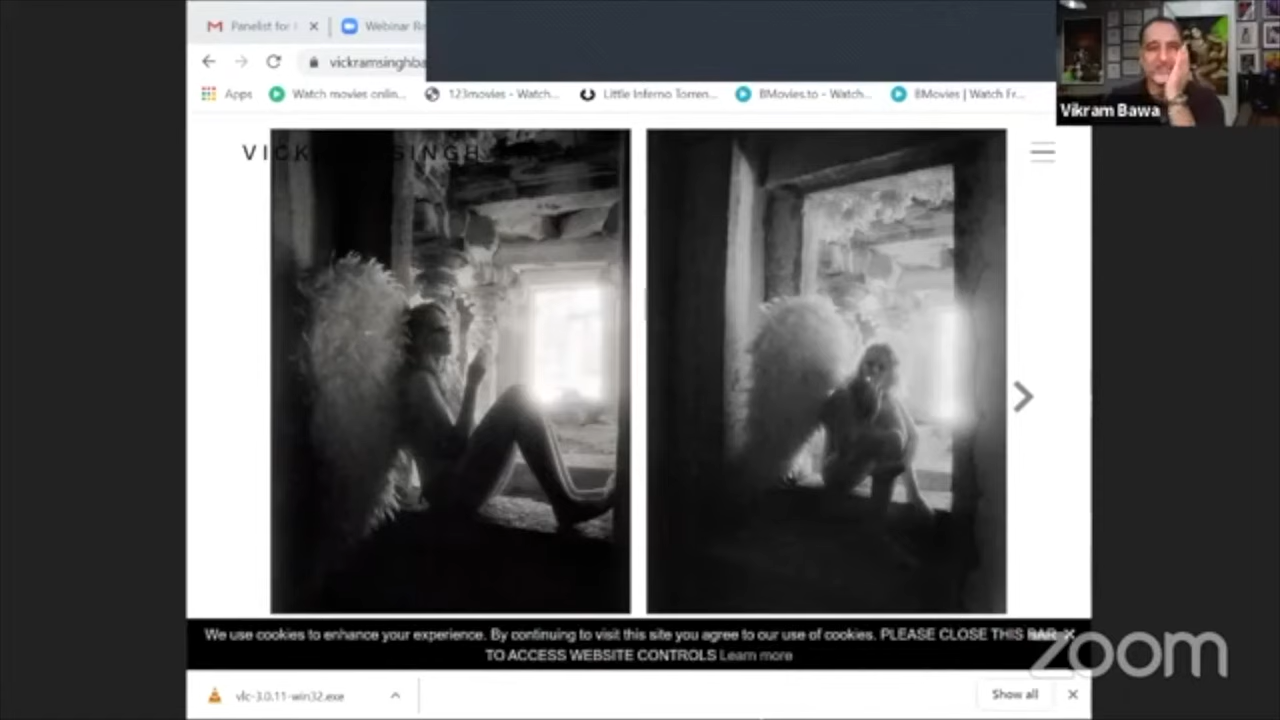 Panelist for
Webinar Re
vickramsinghba
Apps
Watch movies onlin...
123movies - Watch...
Little Inferno Torren...
BMovies.to - Watch...
BMovies | Watch Fr...
Vikram Bawa
VICK SINGH
We use cookies to enhance your experience. By continuing to visit this site you agree to our use of cookies. PLEASE CLOSE THIS BAR
TO ACCESS WEBSITE CONTROLS Learn more
zoom
vlc-3.0.11-win32.exe
Show all